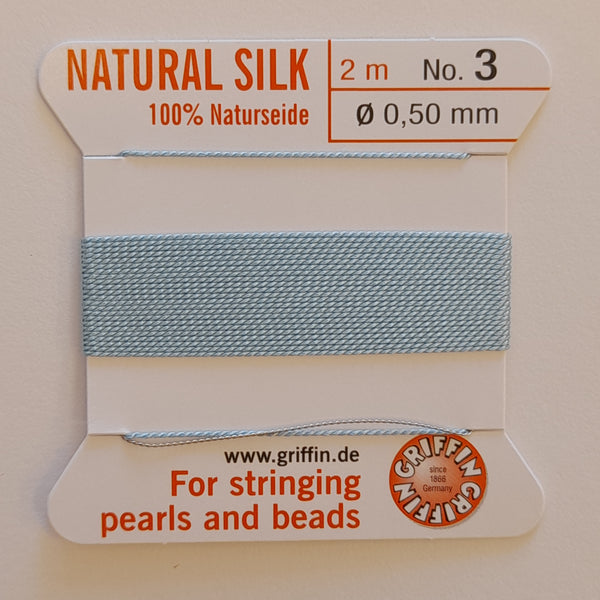 NATURAL SILK
100% Naturseide
2 m No. 3
Ø 0,50 mm
www.griffin.de
For stringing
pearls and beads
GRIFFIN GRIFFIN
since
1866
Germany